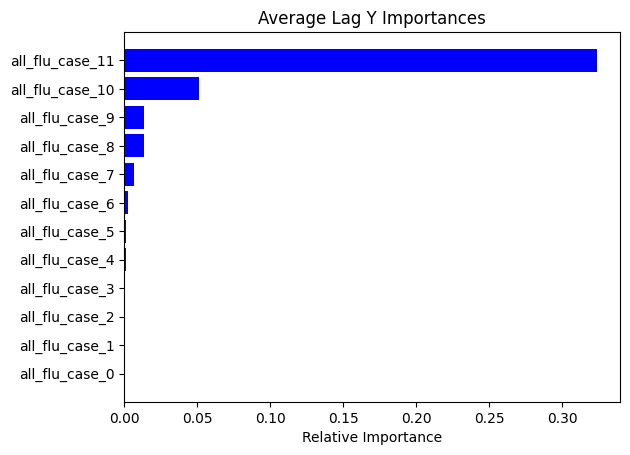 Average Lag Y Importances
all_flu_case_11
all_flu_case_10
all_flu_case_9
all_flu_case_8
all_flu_case_7
all_flu_case_6
all_flu_case_5
all_flu_case_4
all_flu_case_3
all_flu_case_2
all_flu_case_1
all_flu_case_0
0.00 0.05 0.10 0.15 0.20 0.25 0.30
Relative Importance